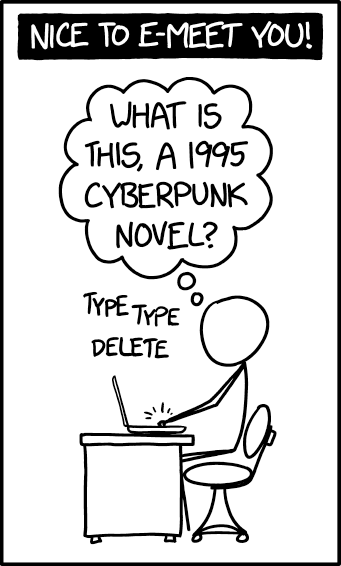 NICE TO E-MEET YOU!
WHAT IS
THIS, A 1995
CYBERPUNK
NOVEL?
TYPE TYPE
DELETE